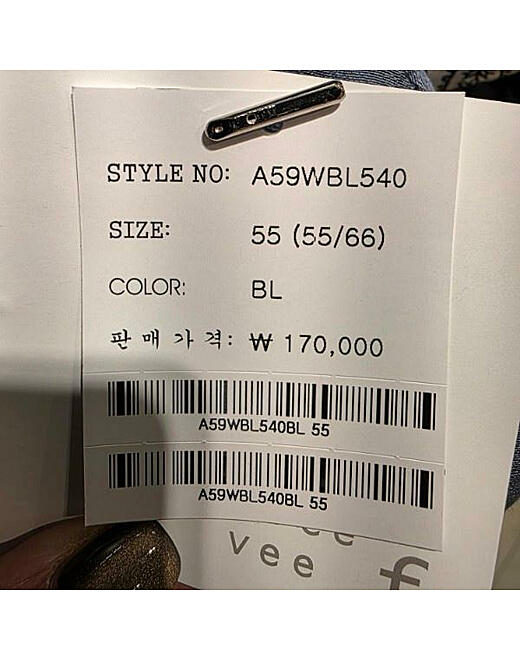 STYLE NO: A59WBL540
SIZE: 55 (55/66)
COLOR: BL
판매가격: ₩ 170,000
A59WBL540BL 55
A59WBL540BL 55
vee